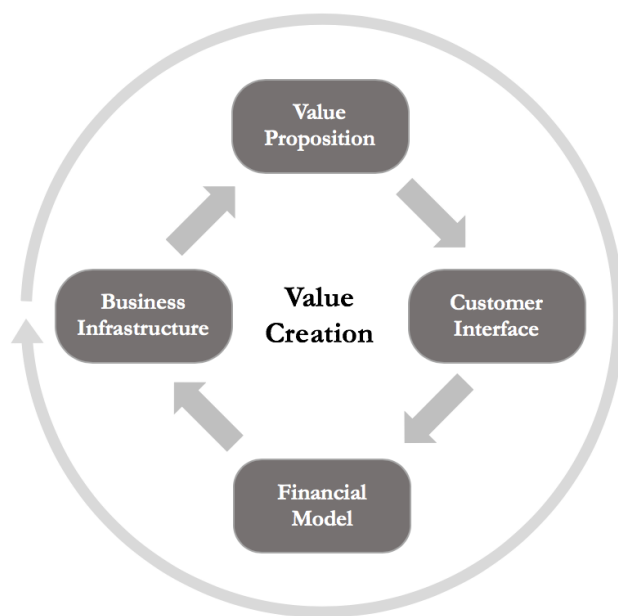 Value
Proposition
Business
Infrastructure
Value
Creation
Customer
Interface
Financial
Model